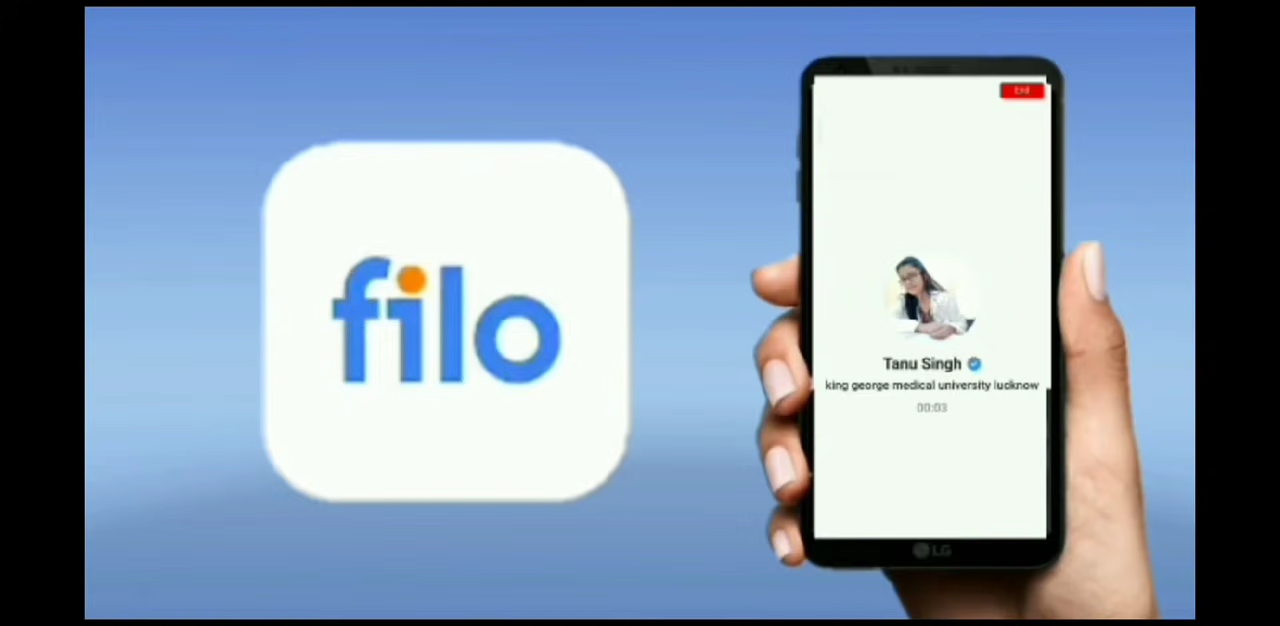 filo
End
Tanu Singh
king george medical university lucknow
00:03
LG